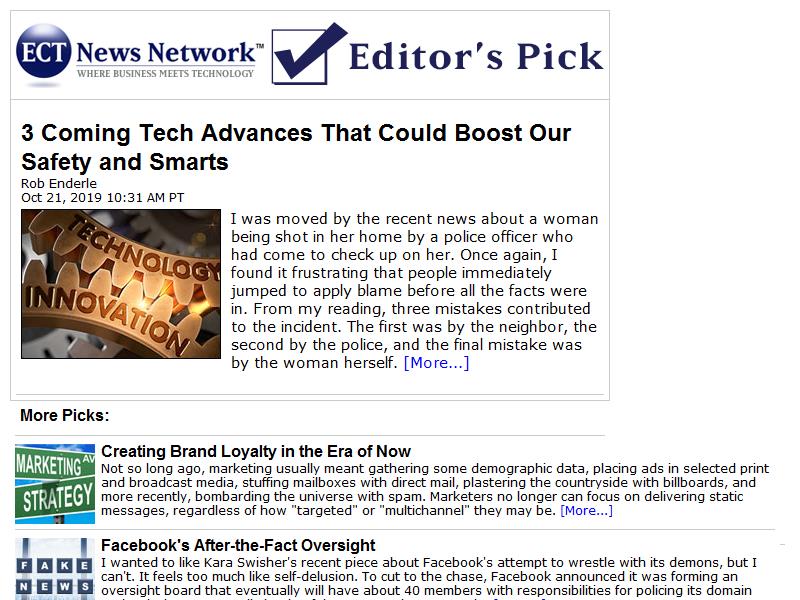 ECT News Network™
WHERE BUSINESS MEETS TECHNOLOGY
Editor's Pick
3 Coming Tech Advances That Could Boost Our
Safety and Smarts
Rob Enderle
Oct 21, 2019 10:31 AM PT
TECHNOLOGY
INNOVATION
I was moved by the recent news about a woman
being shot in her home by a police officer who
had come to check up on her. Once again, I
found it frustrating that people immediately
jumped to apply blame before all the facts were
in. From my reading, three mistakes contributed
to the incident. The first was by the neighbor, the
second by the police, and the final mistake was
by the woman herself. [More...]
More Picks:
MARKETING AV
STRATEGY
Creating Brand Loyalty in the Era of Now
Not so long ago, marketing usually meant gathering some demographic data, placing ads in selected print
and broadcast media, stuffing mailboxes with direct mail, plastering the countryside with billboards, and
more recently, bombarding the universe with spam. Marketers no longer can focus on delivering static
messages, regardless of how "targeted" or "multichannel" they may be. [More...]
FAKE
NEWS
Facebook's After-the-Fact Oversight
I wanted to like Kara Swisher's recent piece about Facebook's attempt to wrestle with its demons, but I
can't. It feels too much like self-delusion. To cut to the chase, Facebook announced it was forming an
oversight board that eventually will have about 40 members with responsibilities for policing its domain